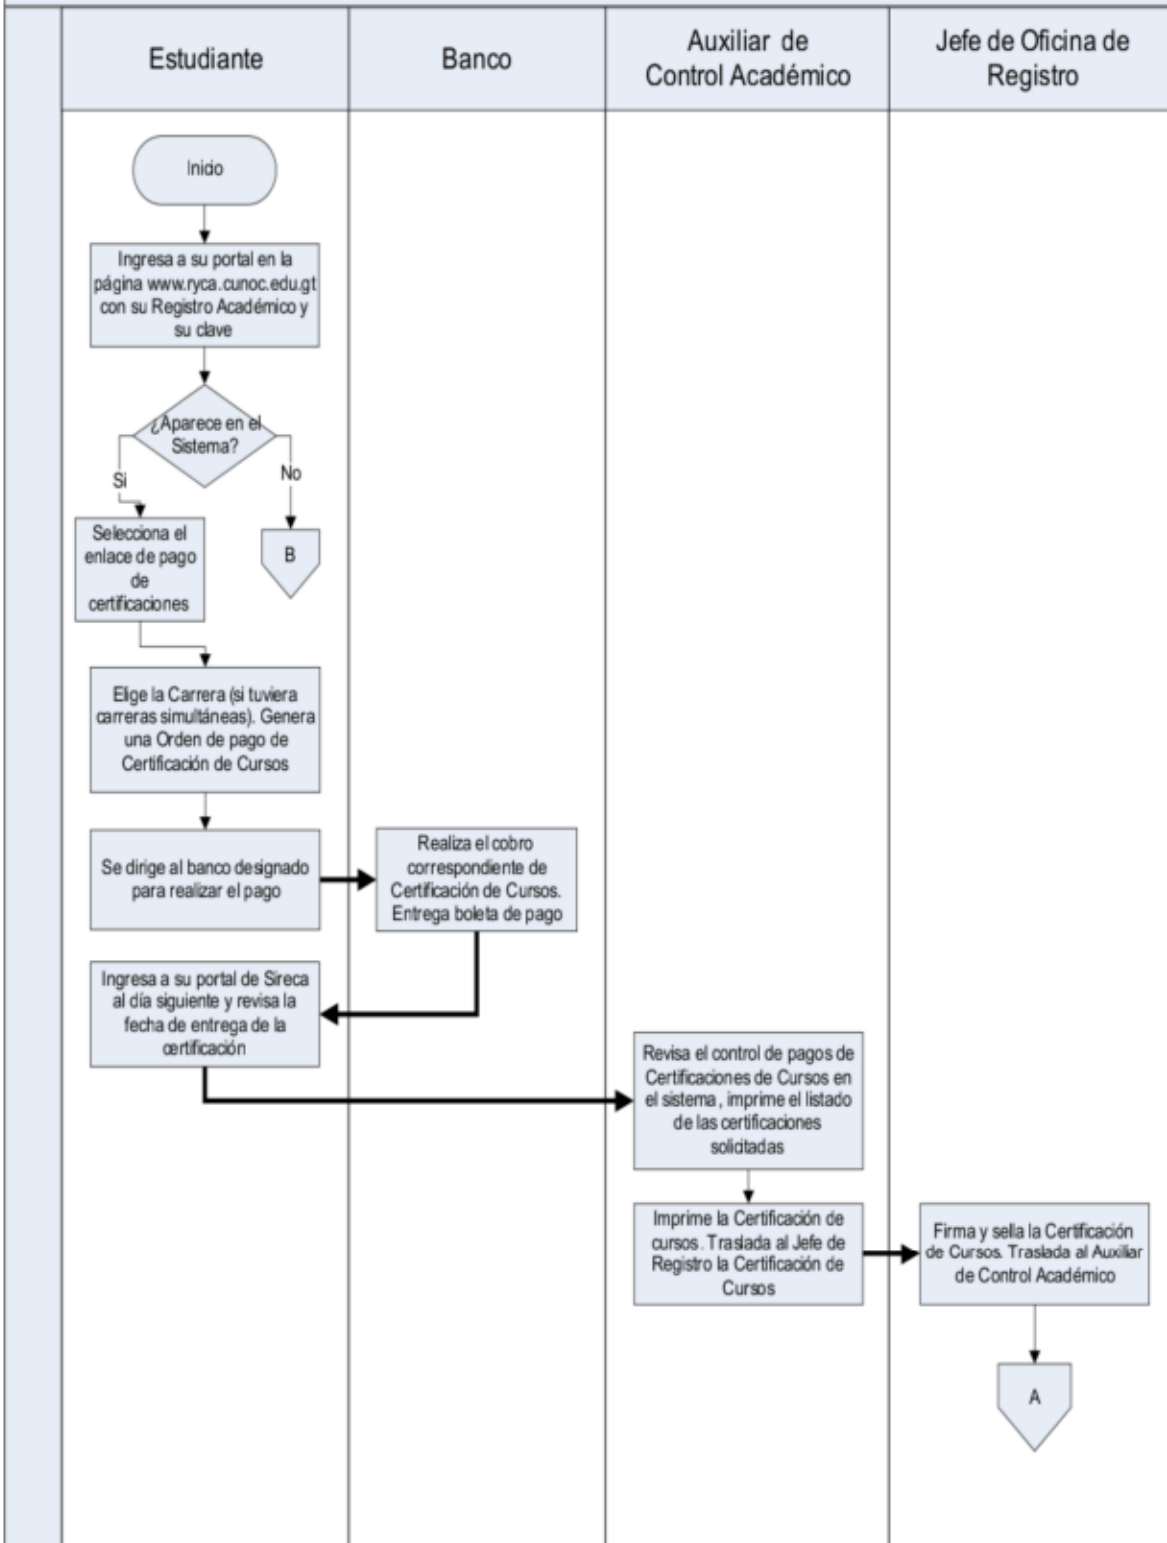 Estudiante
Banco
Auxiliar de
Control Académico
Jefe de Oficina de
Registro
Inicio
Ingresa a su portal en la
página www.ryca.cunoc.edu.gt
con su Registro Académico y
su clave
¿Aparece en el
Sistema?
Si
No
Selecciona el
enlace de pago
de
certificaciones
B
Elige la Carrera (si tuviera
carreras simultáneas). Genera
una Orden de pago de
Certificación de Cursos
Se dirige al banco designado
para realizar el pago
Realiza el cobro
correspondiente de
Certificación de Cursos.
Entrega boleta de pago
Ingresa a su portal de Sireca
al día siguiente y revisa la
fecha de entrega de la
certificación
Revisa el control de pagos de
Certificaciones de Cursos en
el sistema, imprime el listado
de las certificaciones
solicitadas
Imprime la Certificación de
cursos. Traslada al Jefe de
Registro la Certificación de
Cursos
Firma y sella la Certificación
de Cursos. Traslada al Auxiliar
de Control Académico
A